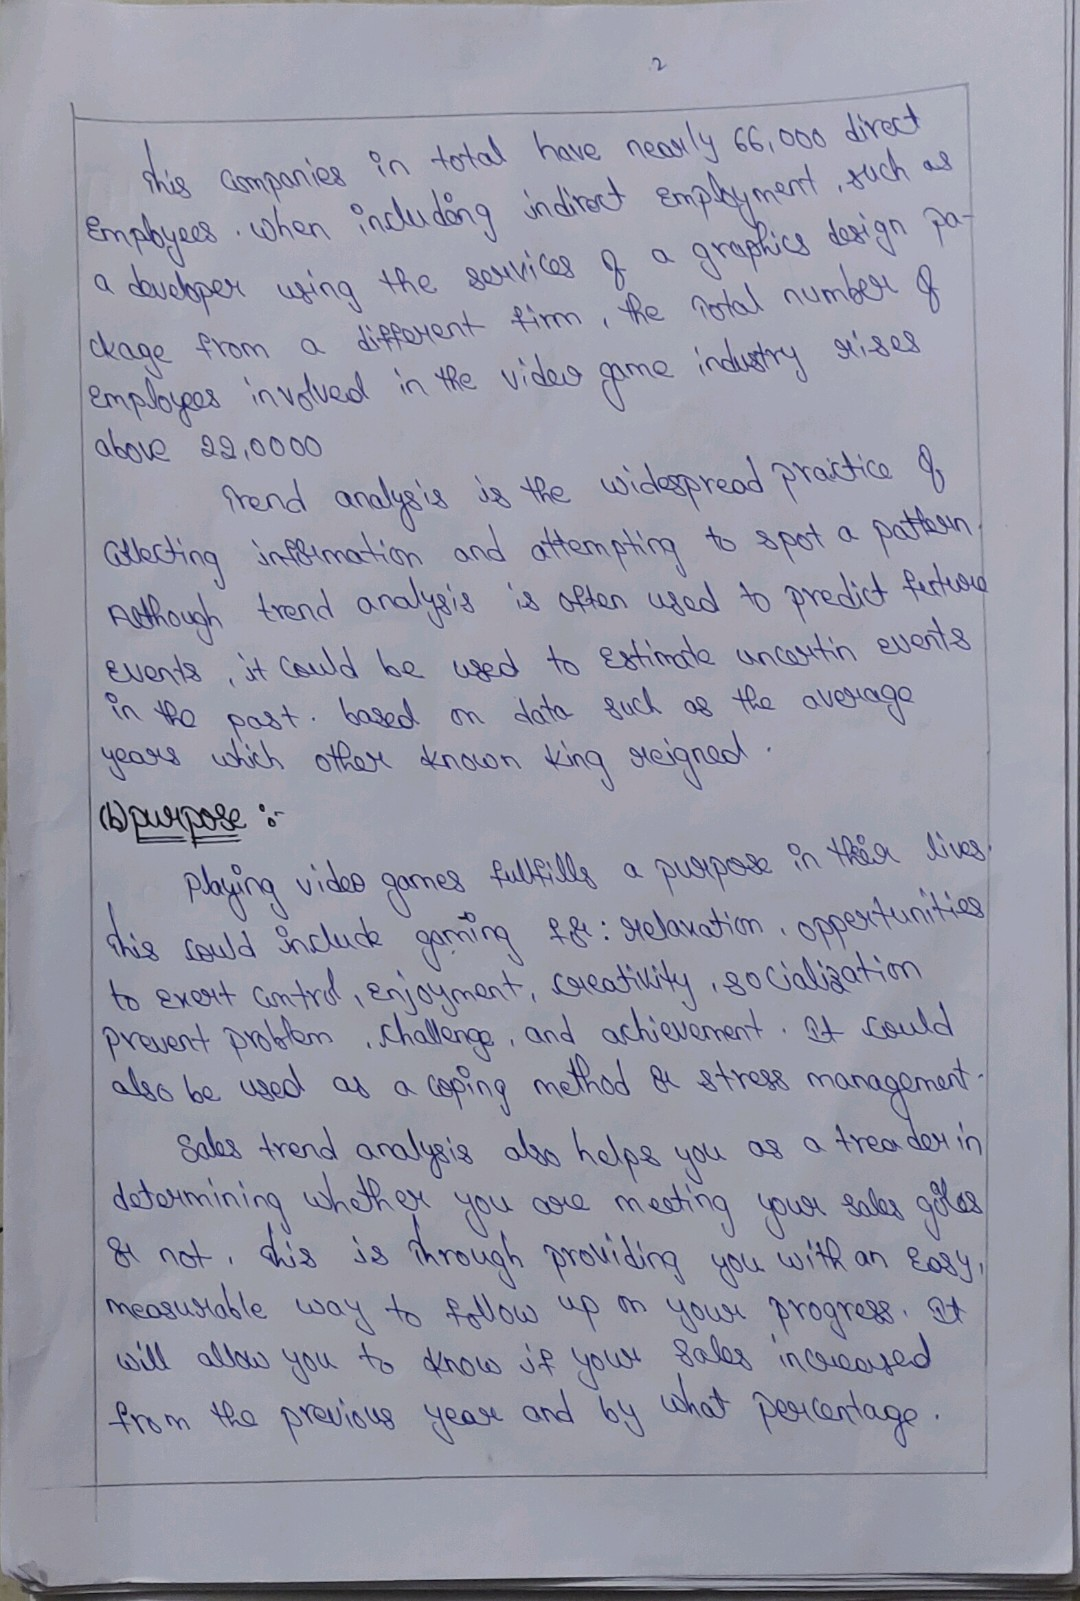 2
This Companies in total have nearly 66,000 direct
Employees. When including indirect Employment, such as
a developer using the services of a graphics design pa-
ckage from a different firm, the Total number of
Employees involved in the video game industry rises
above 22,0000
Trend analysis is the widespread practice of
Collecting information and attempting to spot a pattern.
Although trend analysis is often used to predict future
Events, it could be used to Estimate uncertin events
in the past. based on data such as the average
years which other known king reigned.
(b) purpose :-
Playing video games fulfills a purpose in their lives.
This could include gaming for: relaxation, oppertunities
to exert control, Enjoyment, creativity, socialization
prevent problem, challenge, and achievement. It could
also be used as a coping method or stress management.
Sales trend analysis also helps you as a treader in
determining whether you are meeting your sales goles
or not, this is Through providing you with an Easy,
measurable way to follow up on your progress. It
will allow you to know if your sales increased
from the previous year and by what percentage.